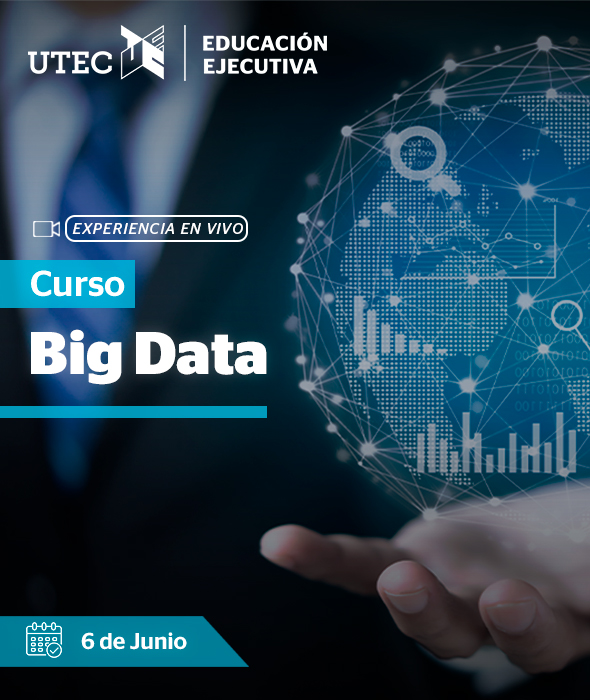 UTEC
EDUCACIÓN
EJECUTIVA
EXPERIENCIA EN VIVO
Curso
Big Data
6 de Junio